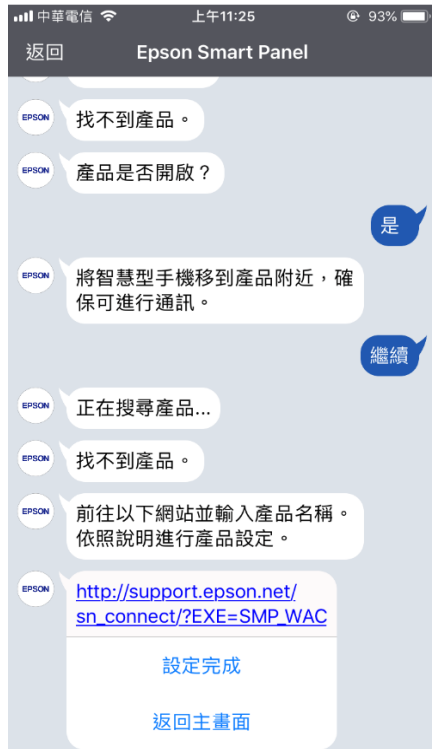 中華電信 上午11:25 93%
返回 Epson Smart Panel
EPSON 找不到產品。
EPSON 產品是否開啟？
是
EPSON 將智慧型手機移到產品附近，確
保可進行通訊。
繼續
EPSON 正在搜尋產品...
EPSON 找不到產品。
EPSON 前往以下網站並輸入產品名稱。
依照說明進行產品設定。
EPSON http://support.epson.net/
sn_connect/?EXE=SMP_WAC
設定完成
返回主畫面